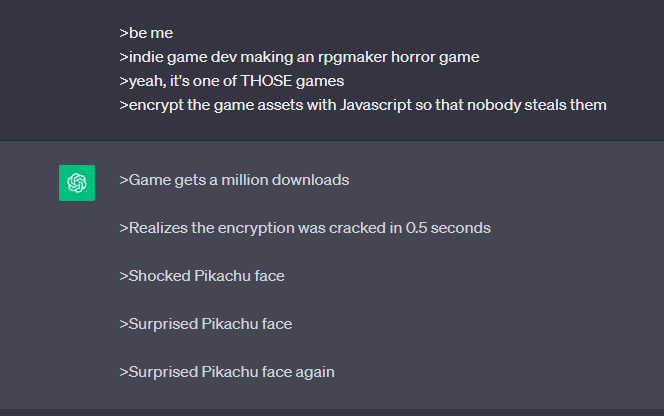 >be me
>indie game dev making an rpgmaker horror game
>yeah, it's one of THOSE games
>encrypt the game assets with Javascript so that nobody steals them
>Game gets a million downloads
>Realizes the encryption was cracked in 0.5 seconds
>Shocked Pikachu face
>Surprised Pikachu face
>Surprised Pikachu face again